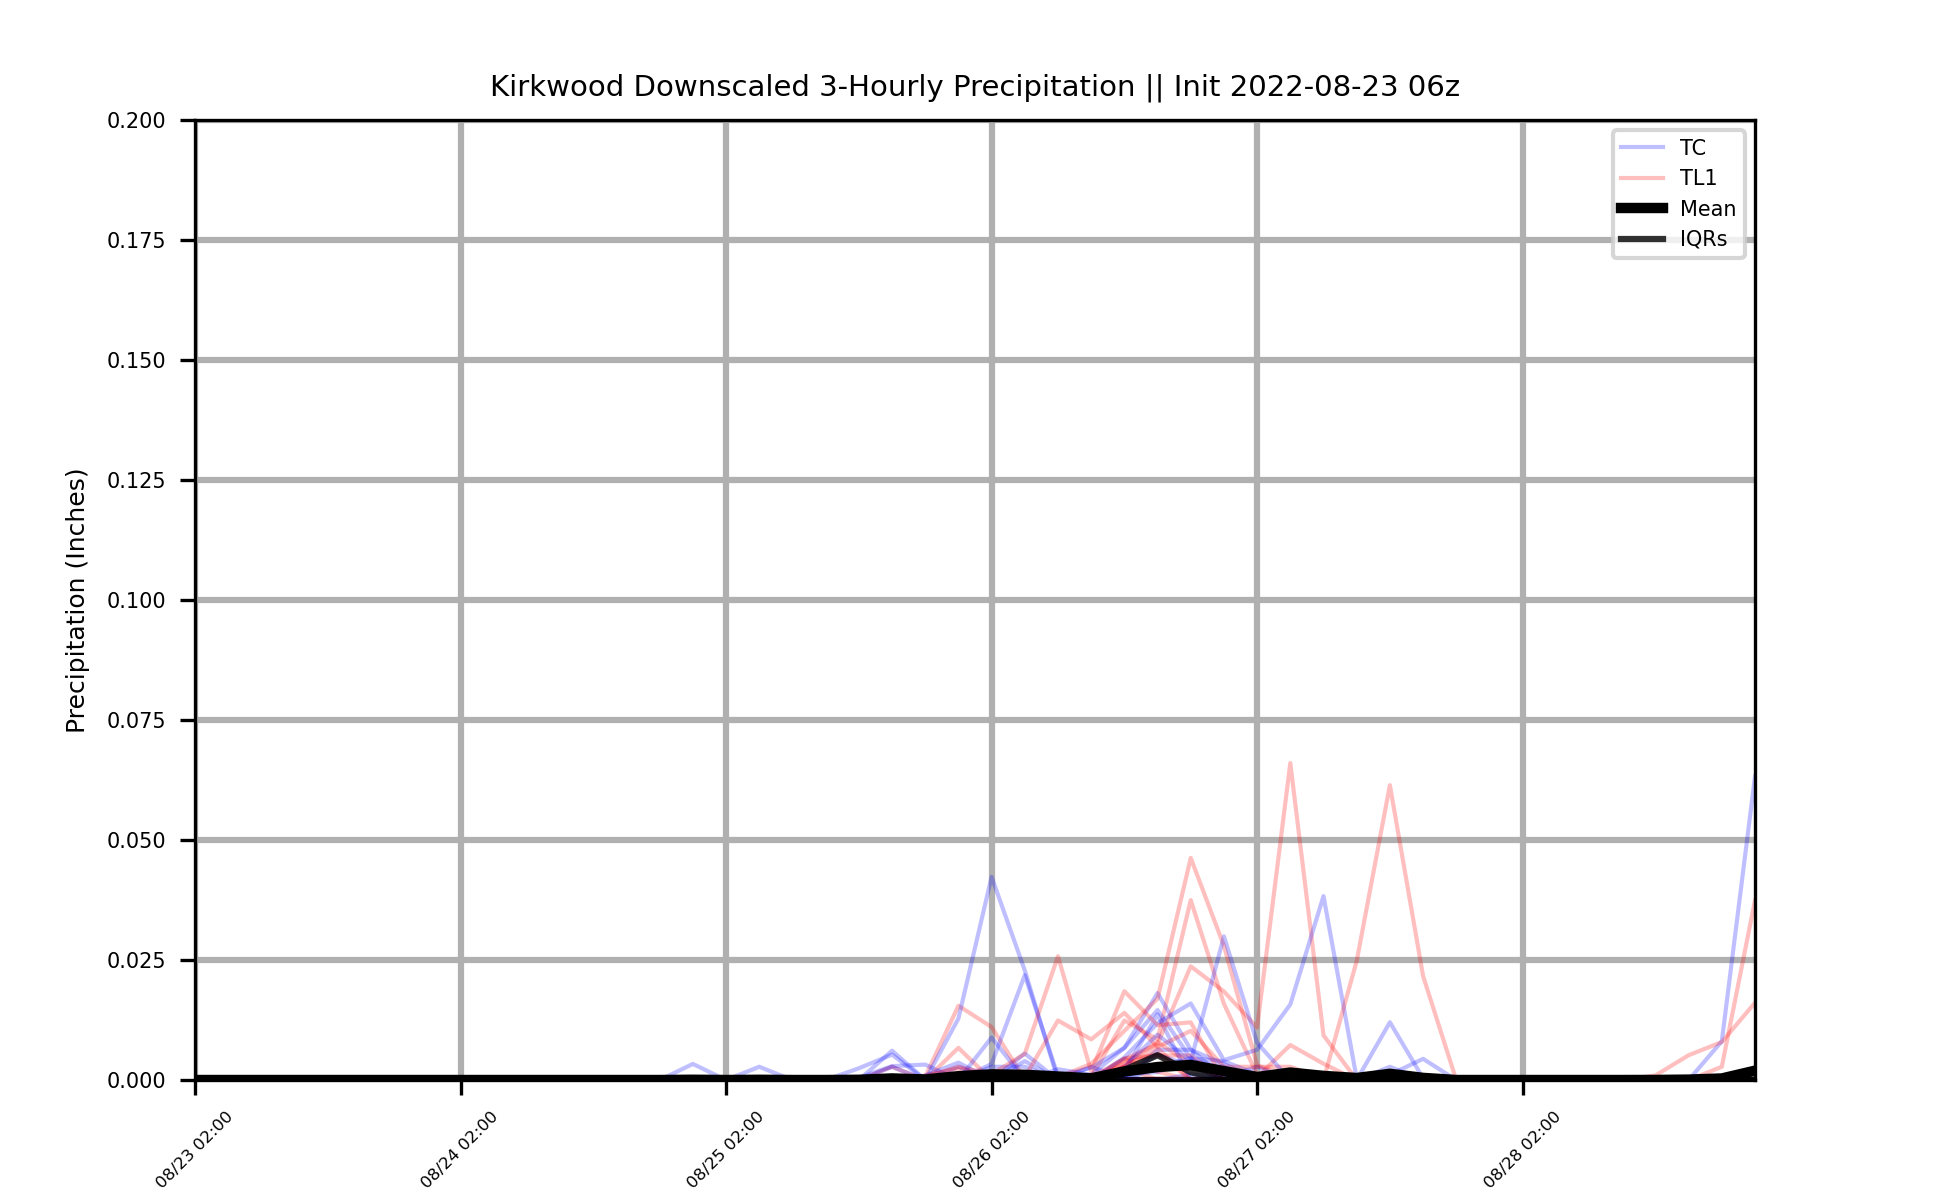 Kirkwood Downscaled 3-Hourly Precipitation || Init 2022-08-23 06z
Precipitation (Inches)
0.200
0.175
0.150
0.125
0.100
0.075
0.050
0.025
0.000
TC
TL1
Mean
IQRs
08/23 02:00
08/24 02:00
08/25 02:00
08/26 02:00
08/27 02:00
08/28 02:00